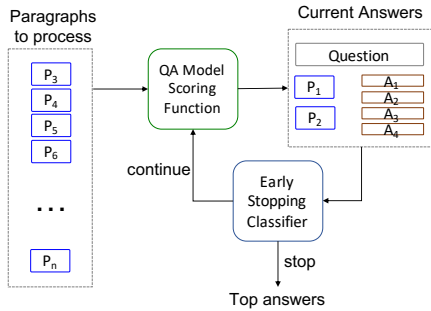 Paragraphs
to process
P3
P4
P5
P6
...
Pn
QA Model
Scoring
Function
Current Answers
Question
P1
P2
A1
A2
A3
A4
continue
Early
Stopping
Classifier
stop
Top answers